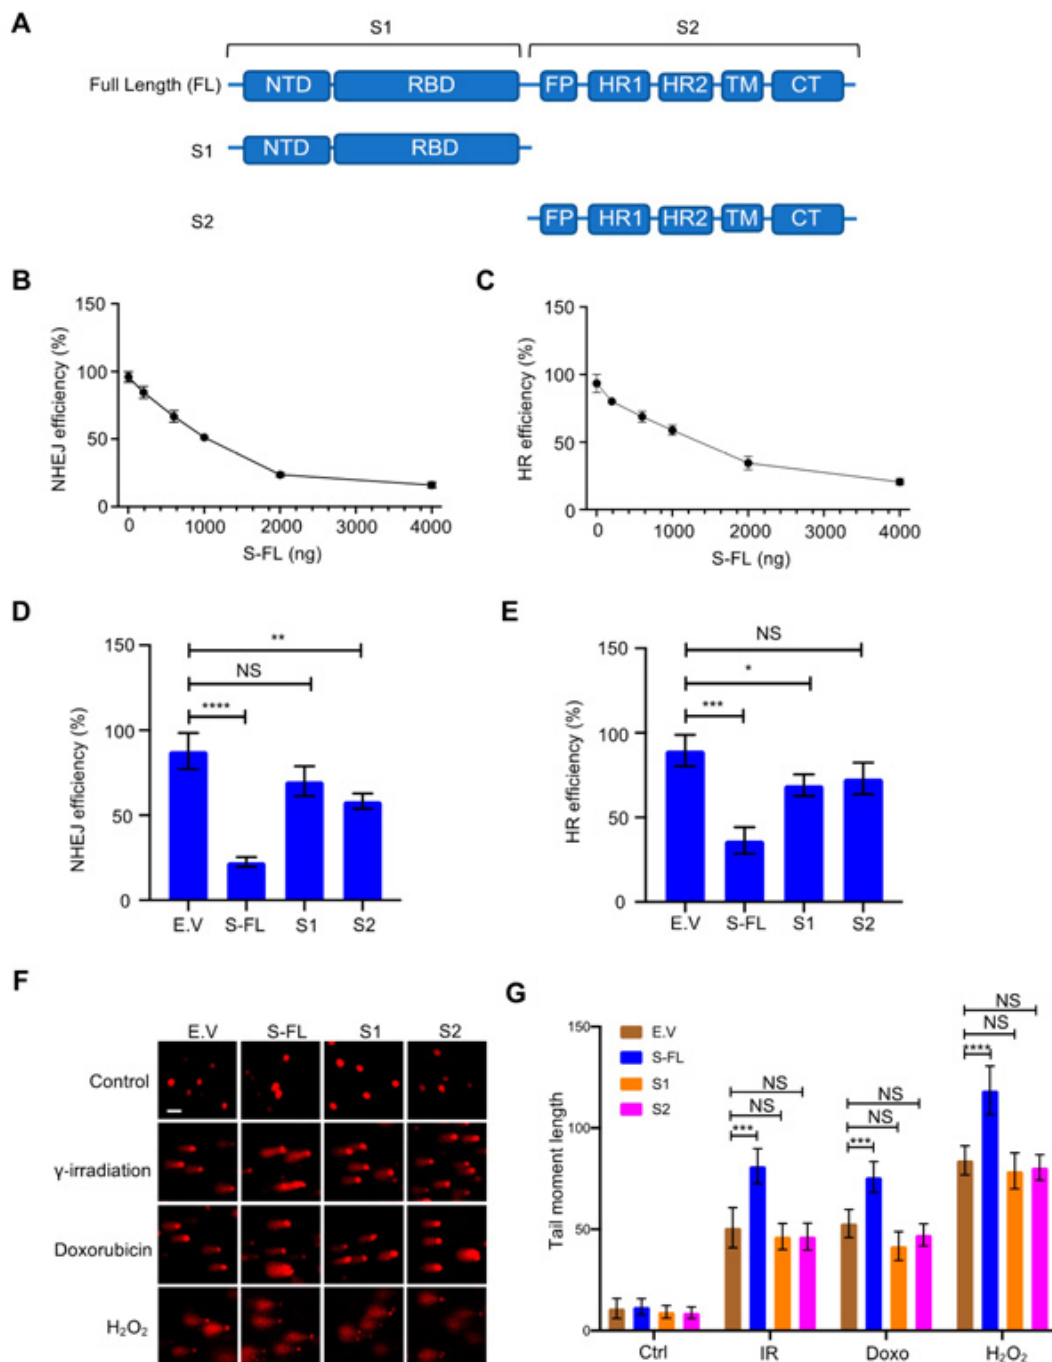 A
S1 S2
Full Length (FL) NTD RBD FP HR1 HR2 TM CT
S1 NTD RBD
S2 FP HR1 HR2 TM CT
B
NHEJ efficiency (%)
150
100
50
0
0 1000 2000 3000 4000
S-FL (ng)
C
HR efficiency (%)
150
100
50
0
0 1000 2000 3000 4000
S-FL (ng)
D
NHEJ efficiency (%)
150
100
50
0
**
NS
****
E.V S-FL S1 S2
E
HR efficiency (%)
150
100
50
0
NS
*
***
E.V S-FL S1 S2
F
E.V S-FL S1 S2
Control
γ-irradiation
Doxorubicin
H₂O₂
G
Tail moment length
150
100
50
0
E.V
S-FL
S1
S2
NS
NS
***
NS
NS
***
NS
NS
****
Ctrl IR Doxo H₂O₂